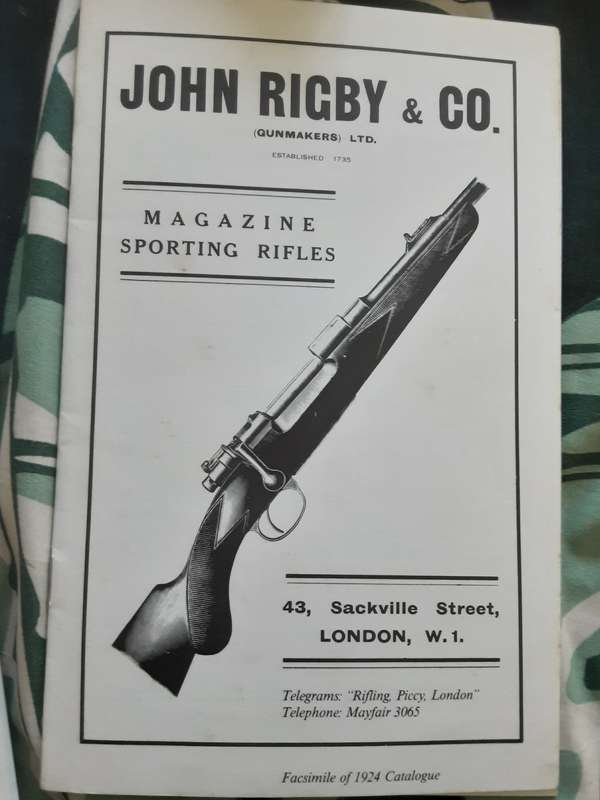 JOHN RIGBY & CO.
(GUNMAKERS) LTD.
ESTABLISHED 1735
MAGAZINE
SPORTING RIFLES
43, Sackville Street,
LONDON, W.1.
Telegrams: "Rifling, Piccy, London"
Telephone: Mayfair 3065
Facsimile of 1924 Catalogue